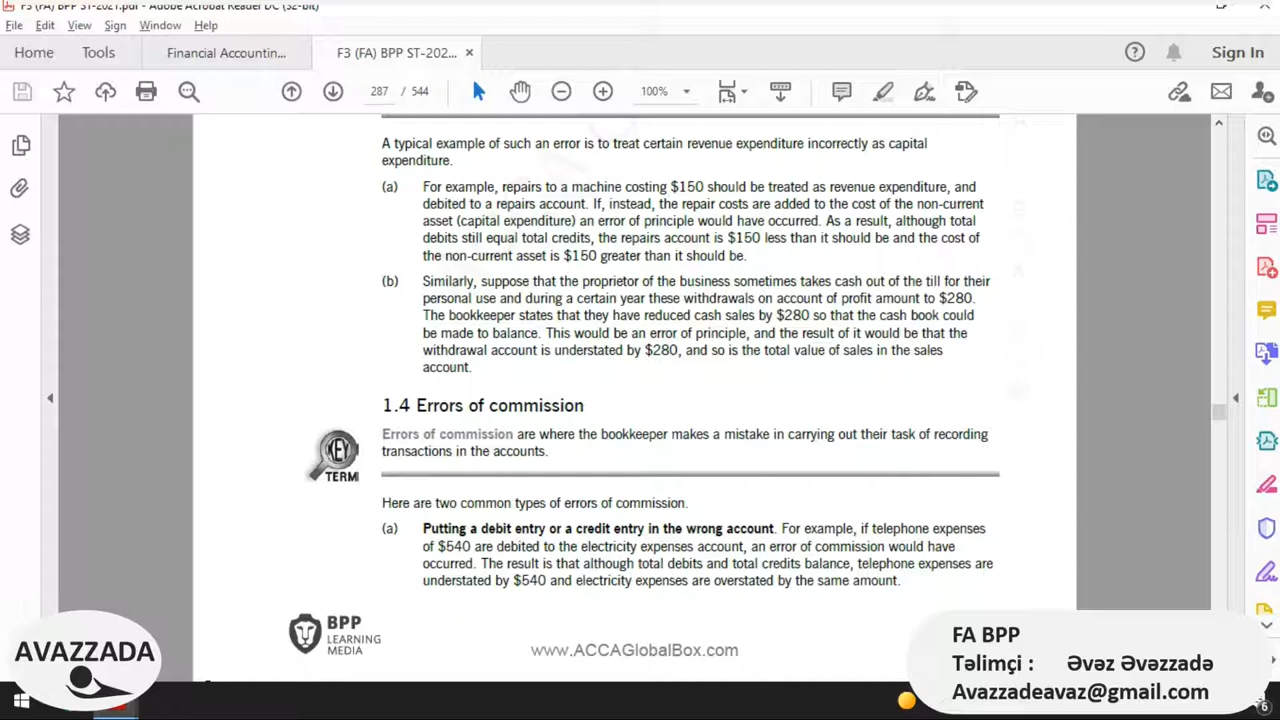 F3 (FA) BPP ST-2021.pdf - Adobe Acrobat Reader DC (32-bit)
File Edit View Sign Window Help
Home Tools Financial Accountin... F3 (FA) BPP ST-202... × Sign In
287 / 544 100%
A typical example of such an error is to treat certain revenue expenditure incorrectly as capital
expenditure.
(a) For example, repairs to a machine costing $150 should be treated as revenue expenditure, and
debited to a repairs account. If, instead, the repair costs are added to the cost of the non-current
asset (capital expenditure) an error of principle would have occurred. As a result, although total
debits still equal total credits, the repairs account is $150 less than it should be and the cost of
the non-current asset is $150 greater than it should be.
(b) Similarly, suppose that the proprietor of the business sometimes takes cash out of the till for their
personal use and during a certain year these withdrawals on account of profit amount to $280.
The bookkeeper states that they have reduced cash sales by $280 so that the cash book could
be made to balance. This would be an error of principle, and the result of it would be that the
withdrawal account is understated by $280, and so is the total value of sales in the sales
account.
1.4 Errors of commission
KEY
TERM
Errors of commission are where the bookkeeper makes a mistake in carrying out their task of recording
transactions in the accounts.
Here are two common types of errors of commission.
(a) Putting a debit entry or a credit entry in the wrong account. For example, if telephone expenses
of $540 are debited to the electricity expenses account, an error of commission would have
occurred. The result is that although total debits and total credits balance, telephone expenses are
understated by $540 and electricity expenses are overstated by the same amount.
BPP
LEARNING
MEDIA
www.ACCAGlobalBox.com
AVAZZADA
FA BPP
Təlimçi : Əvəz Əvəzzadə
Avazzadeavaz@gmail.com
6